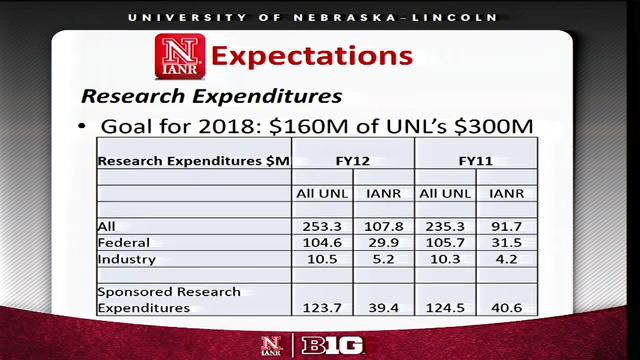 UNIVERSITY OF NEBRASKA–LINCOLN
N IANR Expectations
Research Expenditures
• Goal for 2018: $160M of UNL's $300M
Research Expenditures $M FY12 FY11
All UNL IANR All UNL IANR
All 253.3 107.8 235.3 91.7
Federal 104.6 29.9 105.7 31.5
Industry 10.5 5.2 10.3 4.2
Sponsored Research
Expenditures 123.7 39.4 124.5 40.6
N IANR B1G